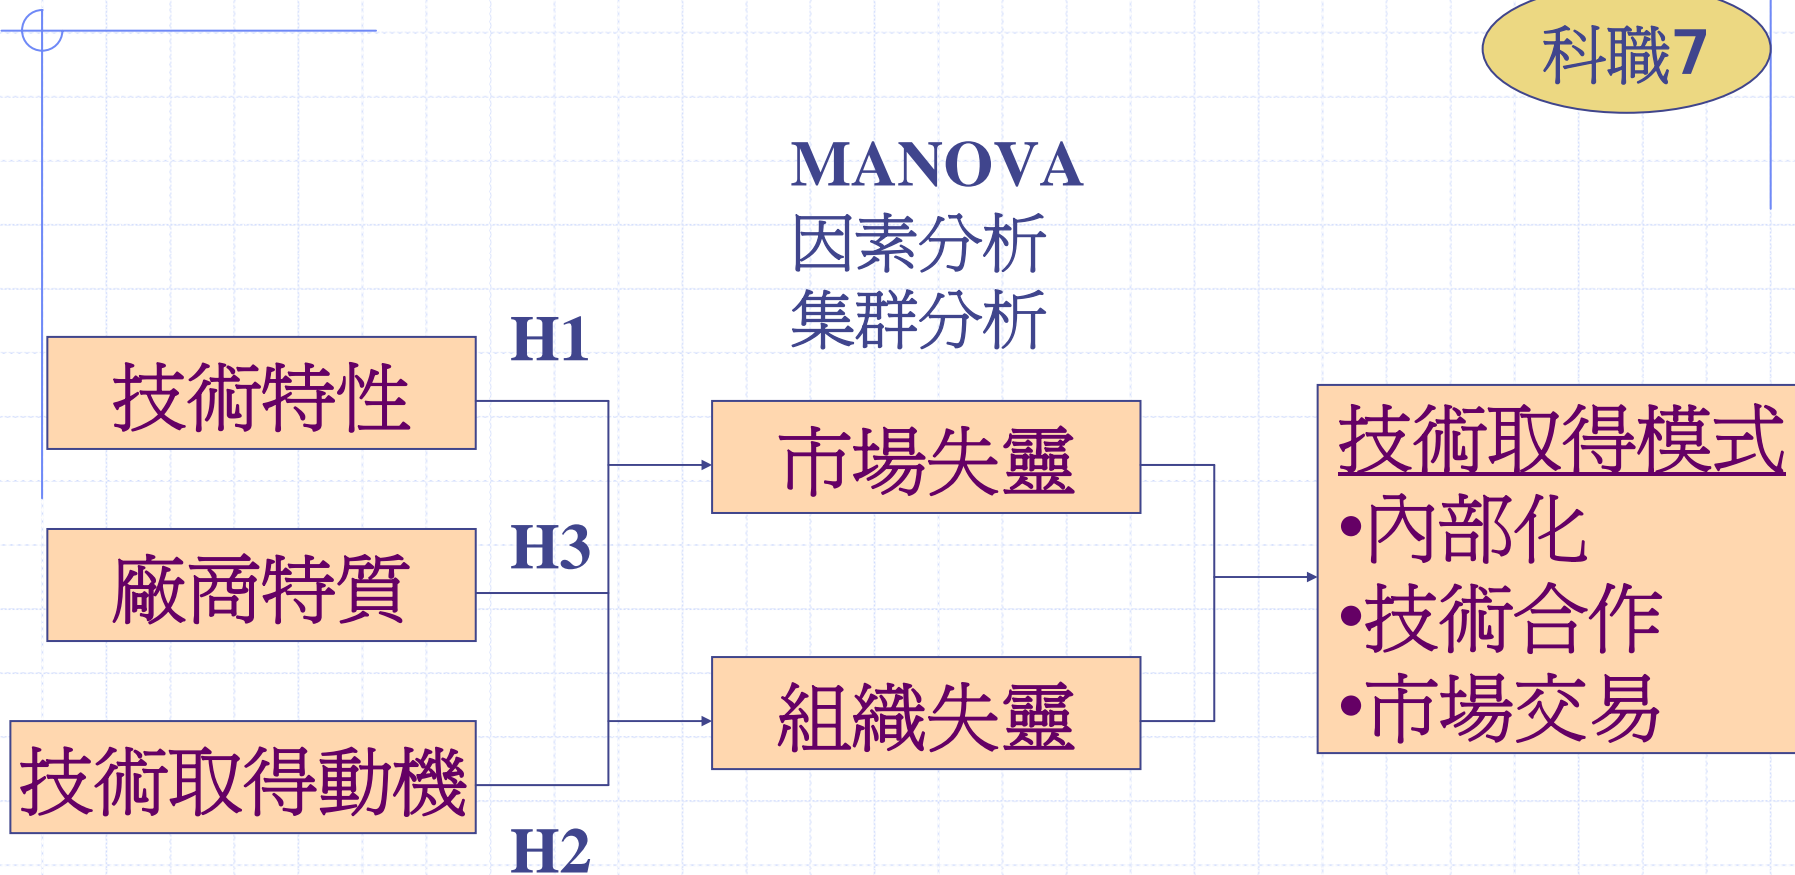 科職7
MANOVA
因素分析
集群分析
H1
技術特性
H3
廠商特質
技術取得動機
H2
市場失靈
組織失靈
技術取得模式
•內部化
•技術合作
•市場交易